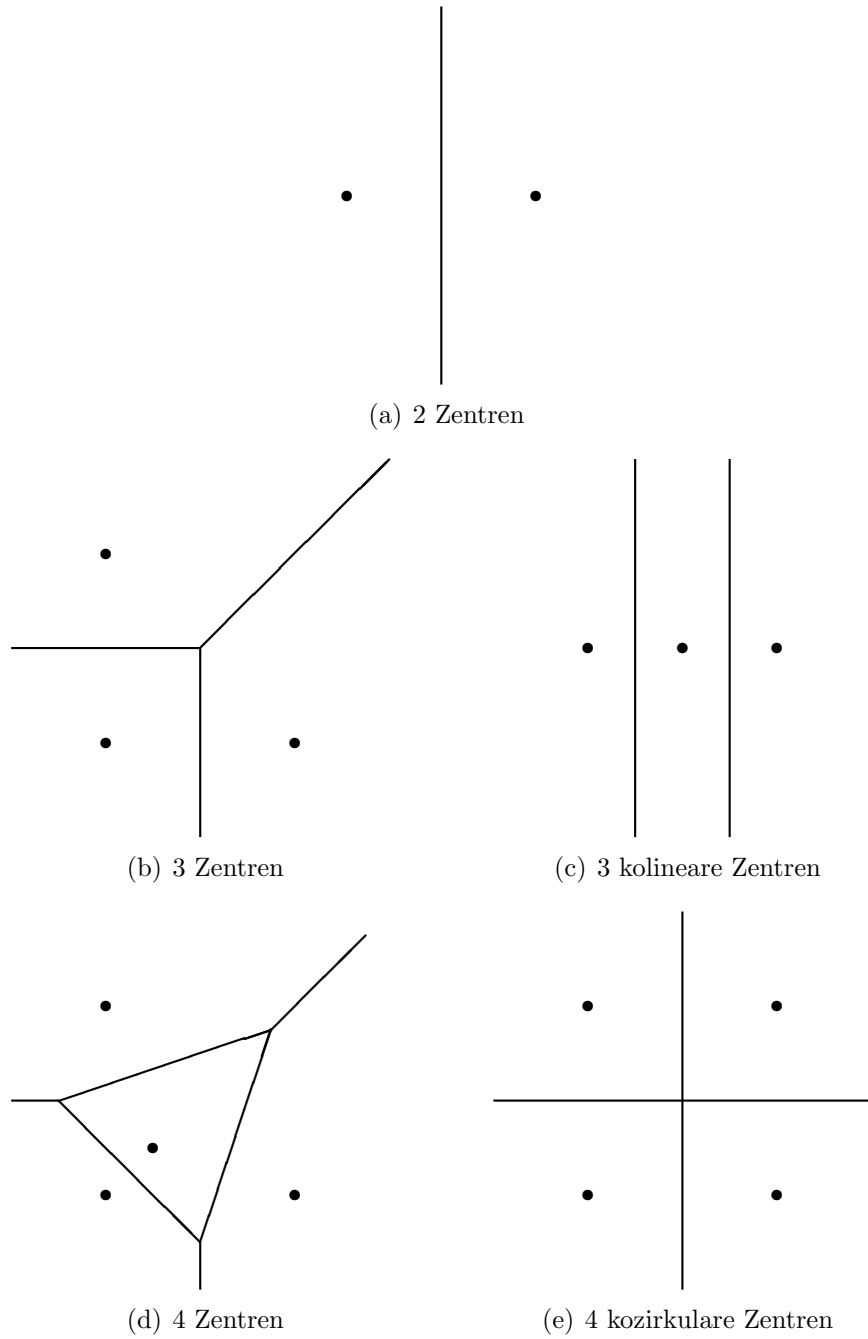 (a) 2 Zentren
(b) 3 Zentren
(c) 3 kolineare Zentren
(d) 4 Zentren
(e) 4 kozirkulare Zentren